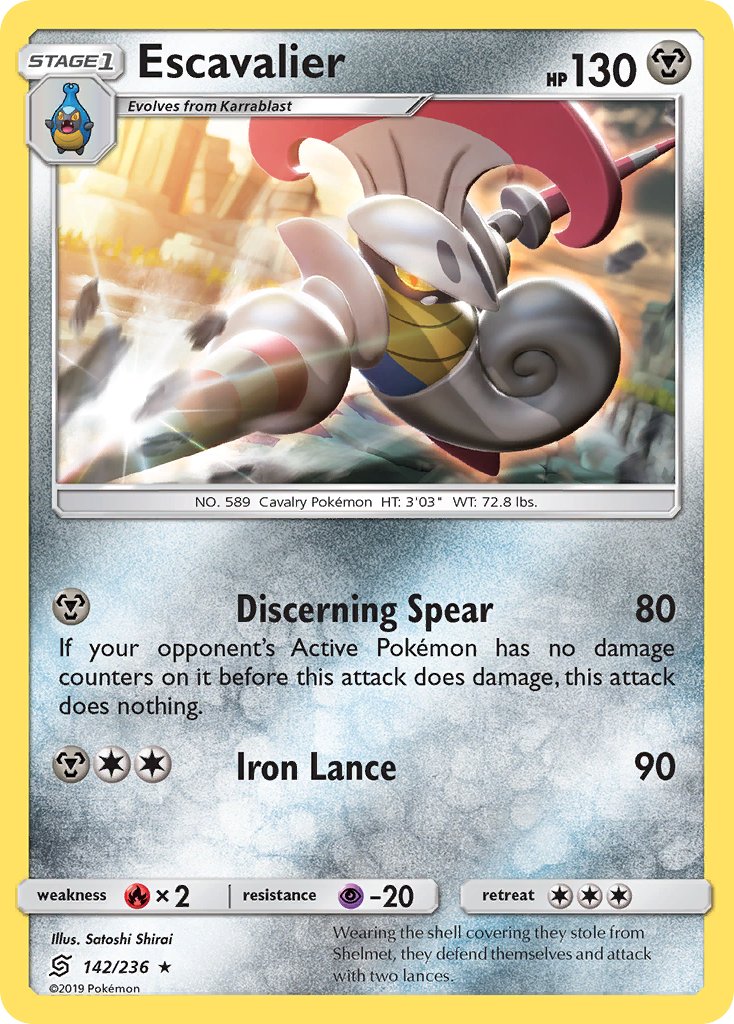 STAGE1
Escavalier
HP 130
Evolves from Karrablast
NO. 589 Cavalry Pokémon HT: 3'03" WT: 72.8 lbs.
Discerning Spear 80
If your opponent's Active Pokémon has no damage
counters on it before this attack does damage, this attack
does nothing.
Iron Lance 90
weakness ×2 resistance -20 retreat
Illus. Satoshi Shirai
142/236 ★
©2019 Pokémon
Wearing the shell covering they stole from
Shelmet, they defend themselves and attack
with two lances.